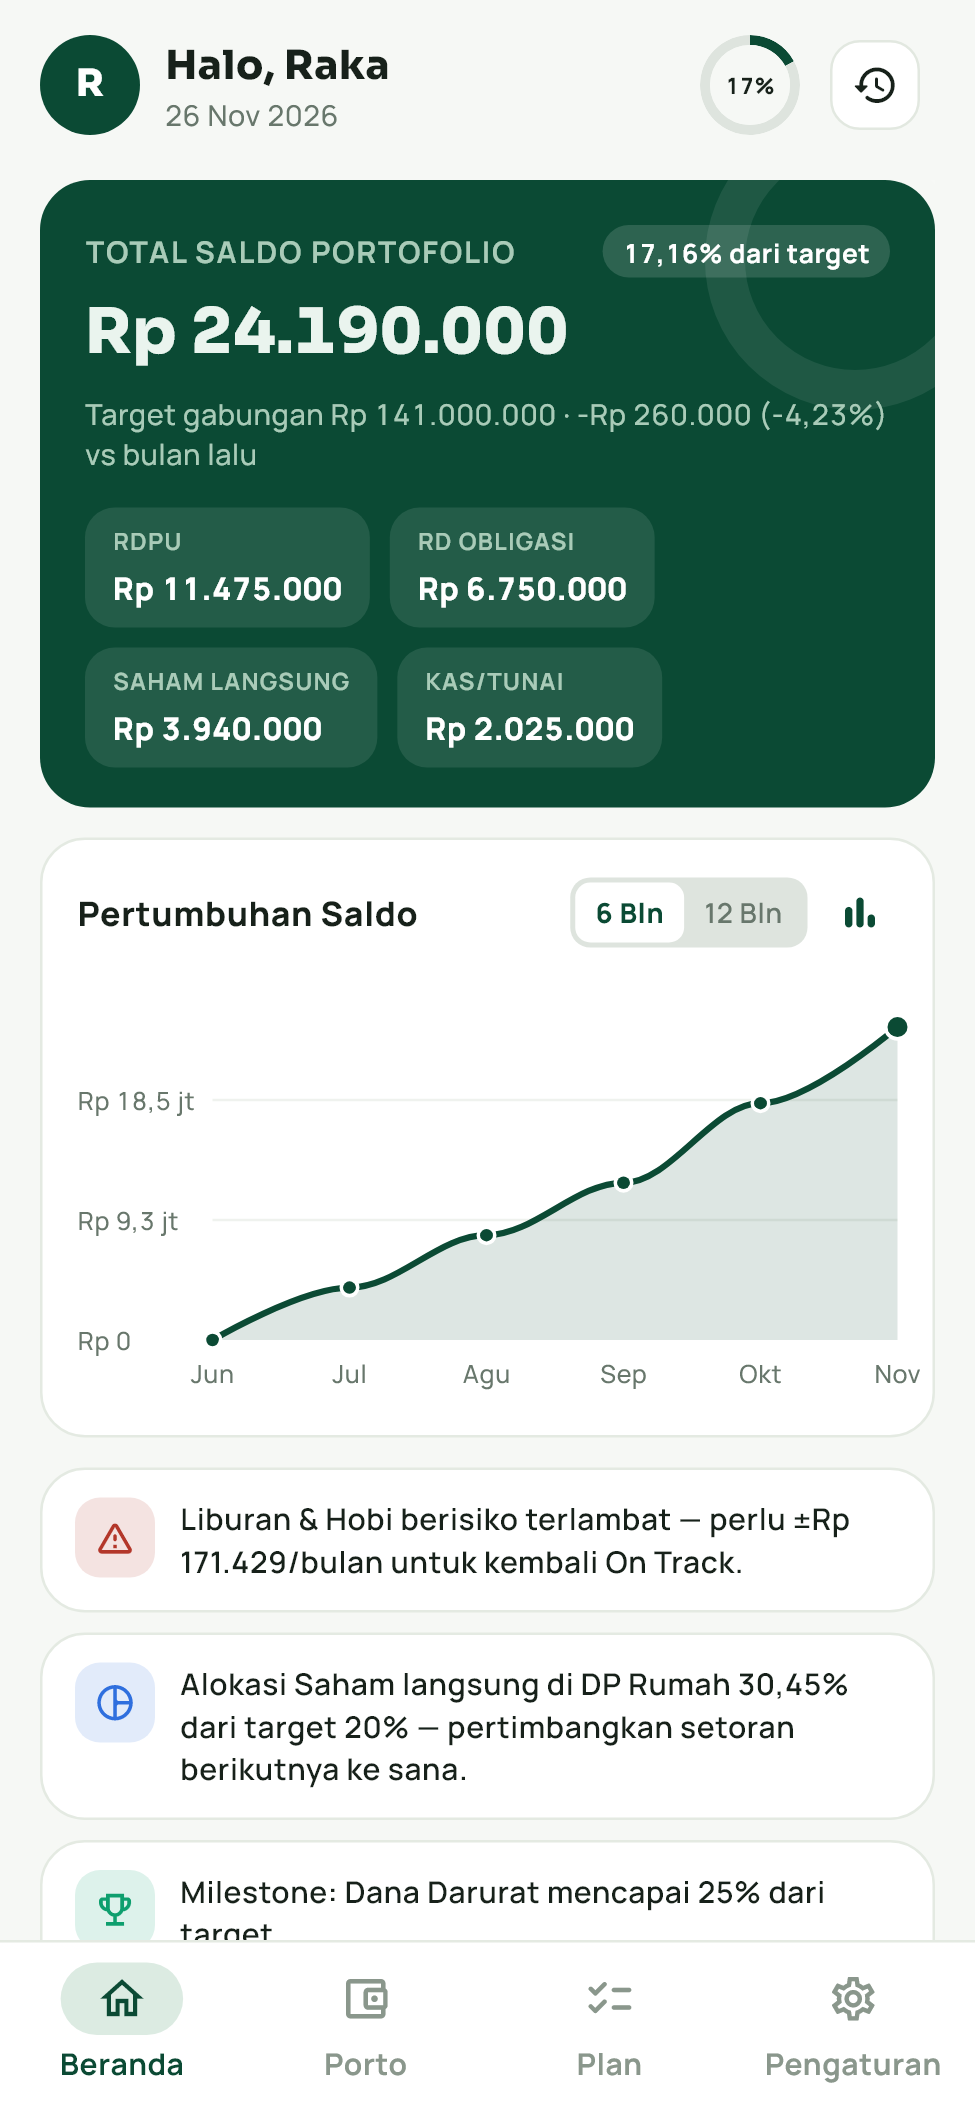 R
Halo, Raka
26 Nov 2026
17%
TOTAL SALDO PORTOFOLIO
17,16% dari target
Rp 24.190.000
Target gabungan Rp 141.000.000 · -Rp 260.000 (-4,23%)
vs bulan lalu
RDPU
Rp 11.475.000
RD OBLIGASI
Rp 6.750.000
SAHAM LANGSUNG
Rp 3.940.000
KAS/TUNAI
Rp 2.025.000
Pertumbuhan Saldo
6 Bln
12 Bln
Rp 18,5 jt
Rp 9,3 jt
Rp 0
Jun
Jul
Agu
Sep
Okt
Nov
Liburan & Hobi berisiko terlambat — perlu ±Rp
171.429/bulan untuk kembali On Track.
Alokasi Saham langsung di DP Rumah 30,45%
dari target 20% — pertimbangkan setoran
berikutnya ke sana.
Milestone: Dana Darurat mencapai 25% dari
target
Beranda
Porto
Plan
Pengaturan